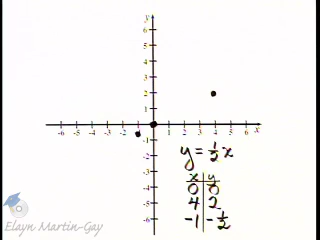 y
6
5
4
3
2
1
-6 -5 -4 -3 -2 -1 1 2 3 4 5 6 x
-1
-2
-3
-4
-5
-6
y = 1/2 x
x | y
0 | 0
4 | 2
-1 | -1/2
Elayn Martin-Gay